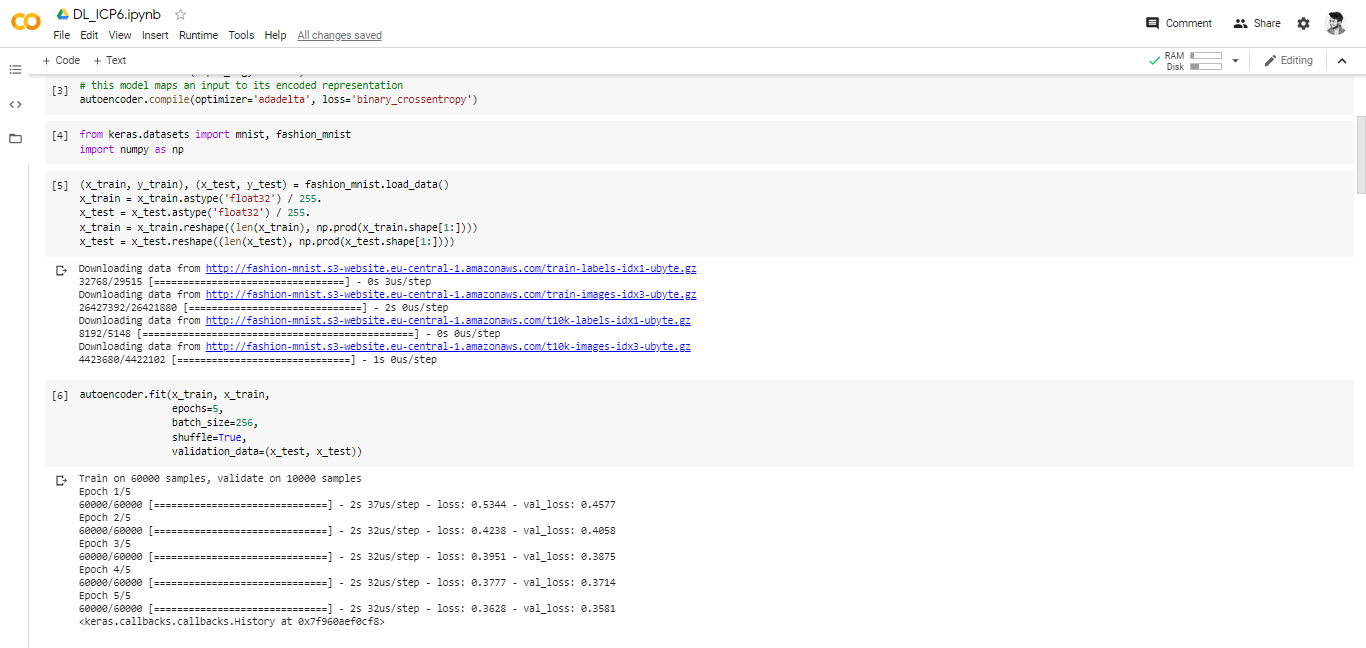 DL_ICP6.ipynb
File Edit View Insert Runtime Tools Help All changes saved
Comment Share
+ Code + Text
RAM
Disk
Editing
[3] # this model maps an input to its encoded representation
autoencoder.compile(optimizer='adadelta', loss='binary_crossentropy')
[4] from keras.datasets import mnist, fashion_mnist
import numpy as np
[5] (x_train, y_train), (x_test, y_test) = fashion_mnist.load_data()
x_train = x_train.astype('float32') / 255.
x_test = x_test.astype('float32') / 255.
x_train = x_train.reshape((len(x_train), np.prod(x_train.shape[1:])))
x_test = x_test.reshape((len(x_test), np.prod(x_test.shape[1:])))
Downloading data from http://fashion-mnist.s3-website.eu-central-1.amazonaws.com/train-labels-idx1-ubyte.gz
32768/29515 [=================================] - 0s 3us/step
Downloading data from http://fashion-mnist.s3-website.eu-central-1.amazonaws.com/train-images-idx3-ubyte.gz
26427392/26421880 [==============================] - 2s 0us/step
Downloading data from http://fashion-mnist.s3-website.eu-central-1.amazonaws.com/t10k-labels-idx1-ubyte.gz
8192/5148 [===============================================] - 0s 0us/step
Downloading data from http://fashion-mnist.s3-website.eu-central-1.amazonaws.com/t10k-images-idx3-ubyte.gz
4423680/4422102 [==============================] - 1s 0us/step
[6] autoencoder.fit(x_train, x_train,
epochs=5,
batch_size=256,
shuffle=True,
validation_data=(x_test, x_test))
Train on 60000 samples, validate on 10000 samples
Epoch 1/5
60000/60000 [==============================] - 2s 37us/step - loss: 0.5344 - val_loss: 0.4577
Epoch 2/5
60000/60000 [==============================] - 2s 32us/step - loss: 0.4238 - val_loss: 0.4058
Epoch 3/5
60000/60000 [==============================] - 2s 32us/step - loss: 0.3951 - val_loss: 0.3875
Epoch 4/5
60000/60000 [==============================] - 2s 32us/step - loss: 0.3777 - val_loss: 0.3714
Epoch 5/5
60000/60000 [==============================] - 2s 32us/step - loss: 0.3628 - val_loss: 0.3581
<keras.callbacks.callbacks.History at 0x7f960aef0cf8>